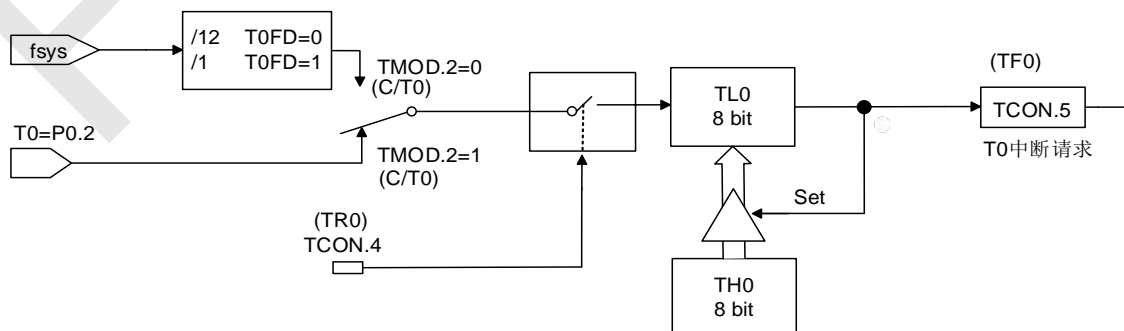 fsys
/12 T0FD=0
/1 T0FD=1
TMOD.2=0
(C/T0)
T0=P0.2
TMOD.2=1
(C/T0)
(TR0)
TCON.4
TL0
8 bit
Set
TH0
8 bit
(TF0)
TCON.5
T0中断请求